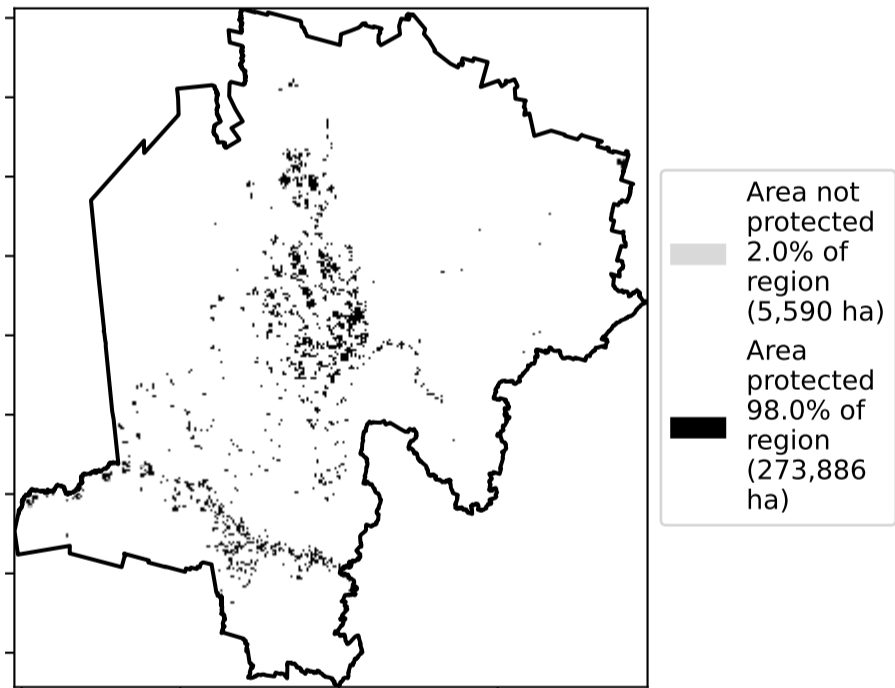 Area not
protected
2.0% of
region
(5,590 ha)
Area
protected
98.0% of
region
(273,886
ha)